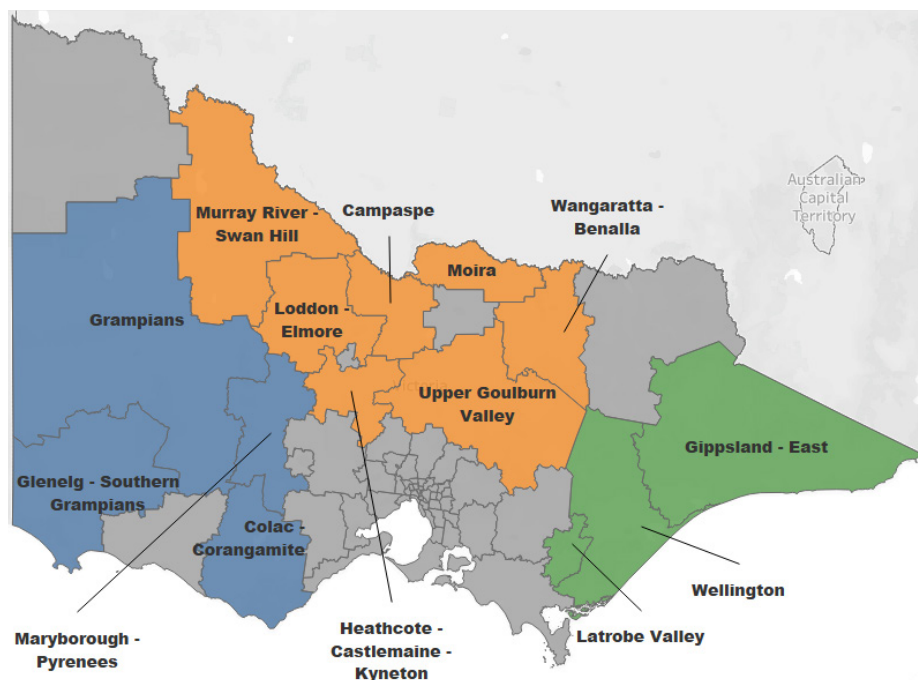 Australian
Capital
Territory
Murray River -
Swan Hill
Campaspe
Wangaratta -
Benalla
Moira
Loddon -
Elmore
Grampians
Upper Goulburn
Valley
Victoria
Gippsland - East
Glenelg - Southern
Grampians
Colac -
Corangamite
Wellington
Maryborough -
Pyrenees
Heathcote -
Castlemaine -
Kyneton
Latrobe Valley